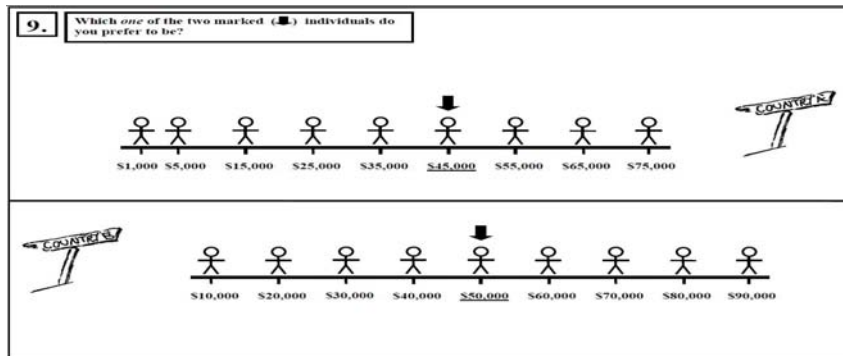 9.
Which one of the two marked (⬇) individuals do
you prefer to be?
COUNTRY A
$1,000 $5,000 $15,000 $25,000 $35,000 $45,000 $55,000 $65,000 $75,000
COUNTRY B
$10,000 $20,000 $30,000 $40,000 $50,000 $60,000 $70,000 $80,000 $90,000